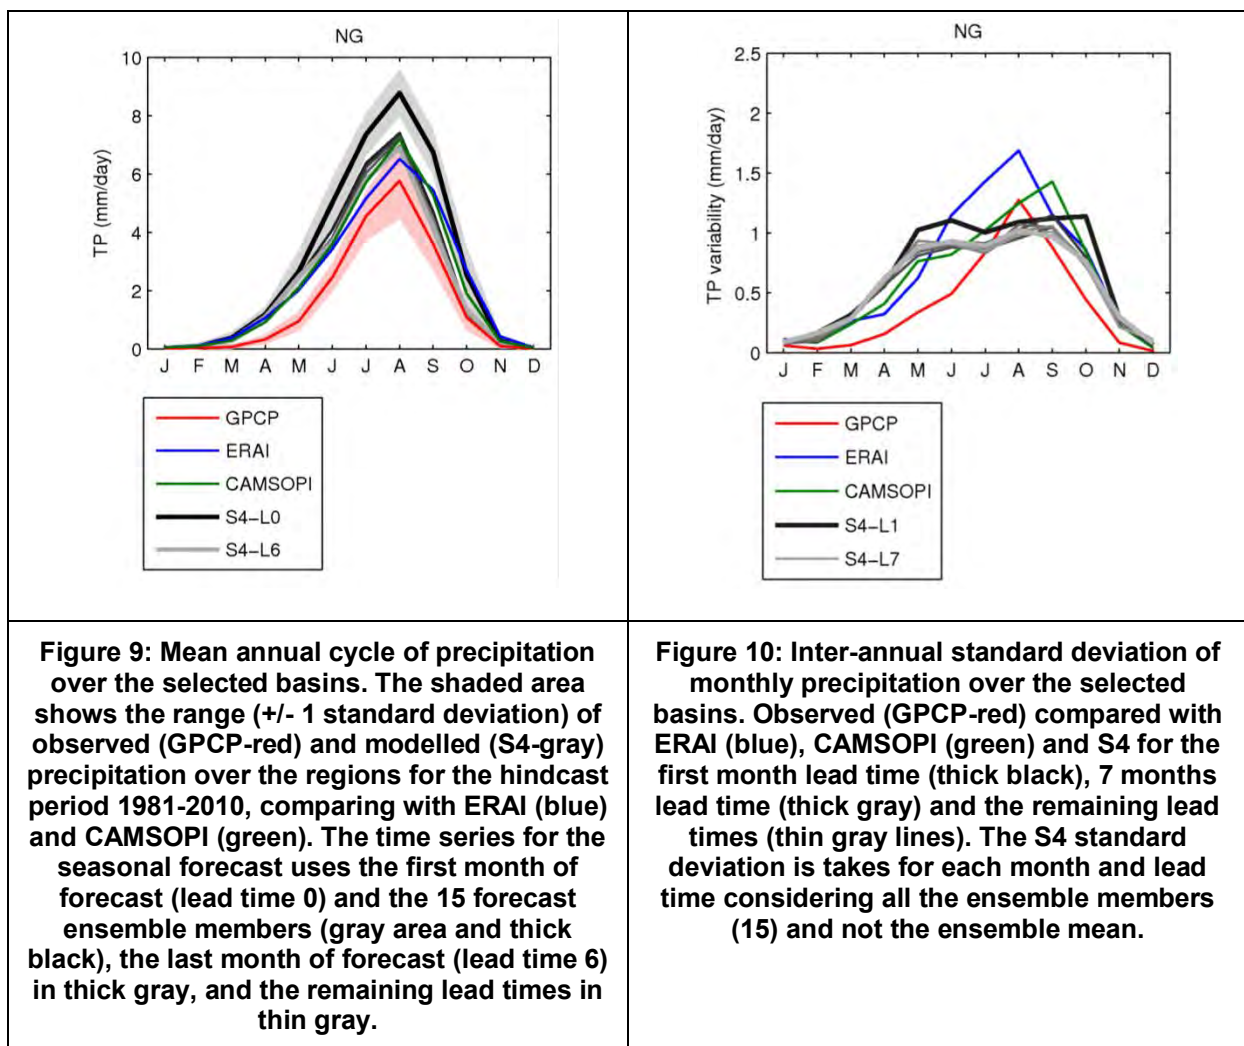 NG
10
8
6
4
2
0
TP (mm/day)
J F M A M J J A S O N D
GPCP
ERAI
CAMSOPI
S4-L0
S4-L6
NG
2.5
2
1.5
1
0.5
0
TP variability (mm/day)
J F M A M J J A S O N D
GPCP
ERAI
CAMSOPI
S4-L1
S4-L7
Figure 9: Mean annual cycle of precipitation
over the selected basins. The shaded area
shows the range (+/- 1 standard deviation) of
observed (GPCP-red) and modelled (S4-gray)
precipitation over the regions for the hindcast
period 1981-2010, comparing with ERAI (blue)
and CAMSOPI (green). The time series for the
seasonal forecast uses the first month of
forecast (lead time 0) and the 15 forecast
ensemble members (gray area and thick
black), the last month of forecast (lead time 6)
in thick gray, and the remaining lead times in
thin gray.
Figure 10: Inter-annual standard deviation of
monthly precipitation over the selected
basins. Observed (GPCP-red) compared with
ERAI (blue), CAMSOPI (green) and S4 for the
first month lead time (thick black), 7 months
lead time (thick gray) and the remaining lead
times (thin gray lines). The S4 standard
deviation is takes for each month and lead
time considering all the ensemble members
(15) and not the ensemble mean.